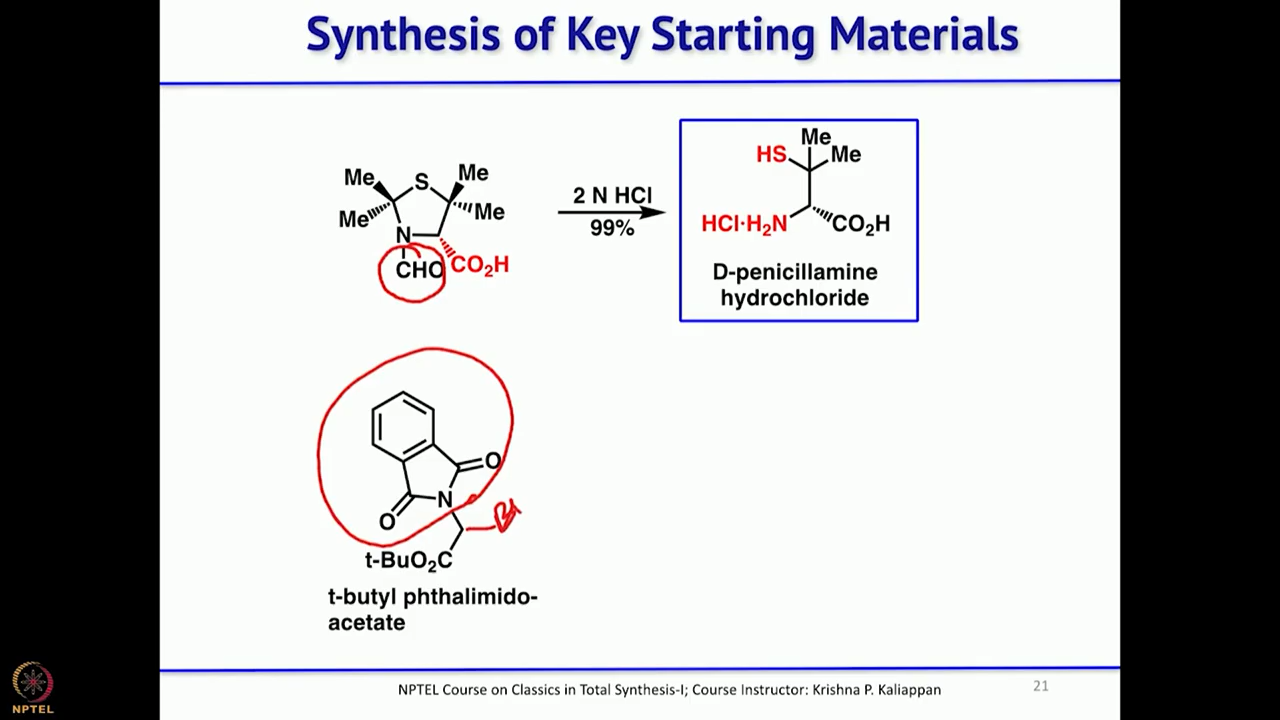 Synthesis of Key Starting Materials
Me
S
Me
Me
Me
N
CHO
CO₂H
2 N HCl
99%
Me
HS
Me
HCl·H₂N
CO₂H
D-penicillamine
hydrochloride
O
N
O
Br
t-BuO₂C
t-butyl phthalimido-
acetate
NPTEL
NPTEL Course on Classics in Total Synthesis-I; Course Instructor: Krishna P. Kaliappan
21